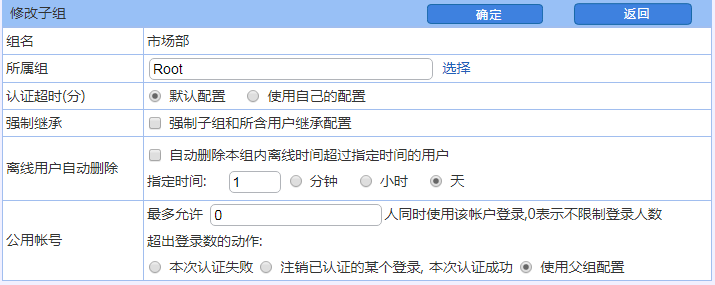 修改子组 确定 返回
组名 市场部
所属组 Root 选择
认证超时(分) 默认配置 使用自己的配置
强制继承 强制子组和所含用户继承配置
离线用户自动删除
自动删除本组内离线时间超过指定时间的用户
指定时间: 1 分钟 小时 天
公用帐号
最多允许 0 人同时使用该帐户登录,0表示不限制登录人数
超出登录数的动作:
本次认证失败 注销已认证的某个登录, 本次认证成功 使用父组配置